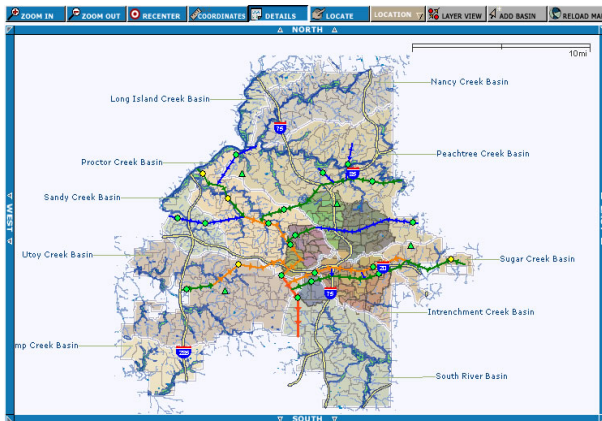 ZOOM IN
ZOOM OUT
RECENTER
COORDINATES
DETAILS
LOCATE
LOCATION
LAYER VIEW
ADD BASIN
RELOAD MA
NORTH
10mi
Nancy Creek Basin
Long Island Creek Basin
75
Peachtree Creek Basin
Proctor Creek Basin
85
Sandy Creek Basin
WEST
Utoy Creek Basin
Sugar Creek Basin
20
75
Intrenchment Creek Basin
mp Creek Basin
285
South River Basin
SOUTH